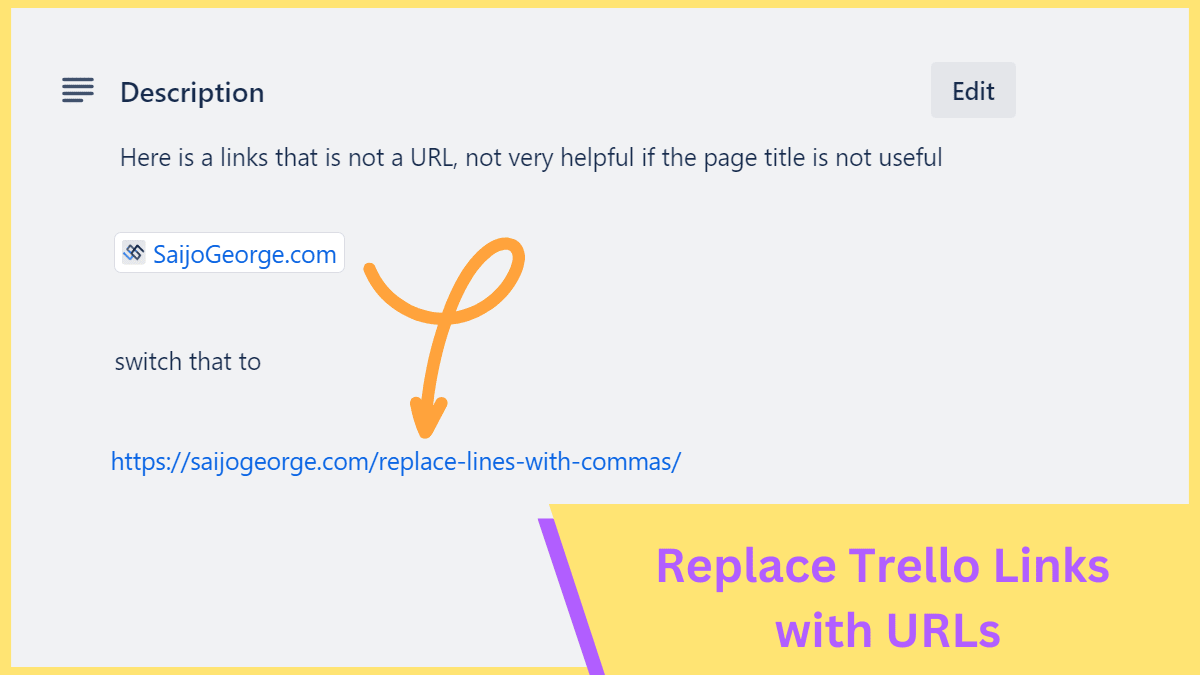 Description
Edit
Here is a links that is not a URL, not very helpful if the page title is not useful
SaijoGeorge.com
switch that to
https://saijogeorge.com/replace-lines-with-commas/
Replace Trello Links
with URLs